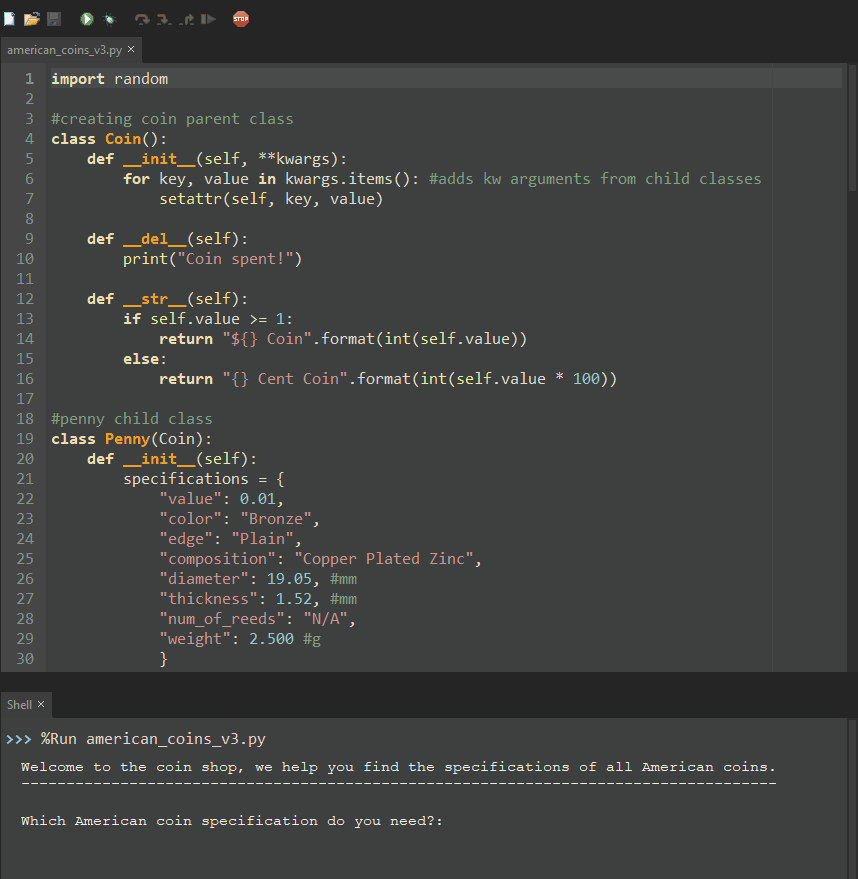 STOP
american_coins_v3.py ×
1 import random
2
3 #creating coin parent class
4 class Coin():
5     def __init__(self, **kwargs):
6         for key, value in kwargs.items(): #adds kw arguments from child classes
7             setattr(self, key, value)
8
9     def __del__(self):
10         print("Coin spent!")
11
12     def __str__(self):
13         if self.value >= 1:
14             return "${} Coin".format(int(self.value))
15         else:
16             return "{} Cent Coin".format(int(self.value * 100))
17
18 #penny child class
19 class Penny(Coin):
20     def __init__(self):
21         specifications = {
22             "value": 0.01,
23             "color": "Bronze",
24             "edge": "Plain",
25             "composition": "Copper Plated Zinc",
26             "diameter": 19.05, #mm
27             "thickness": 1.52, #mm
28             "num_of_reeds": "N/A",
29             "weight": 2.500 #g
30             }
Shell ×
>>> %Run american_coins_v3.py
Welcome to the coin shop, we help you find the specifications of all American coins.
------------------------------------------------------------------------------------
Which American coin specification do you need?: